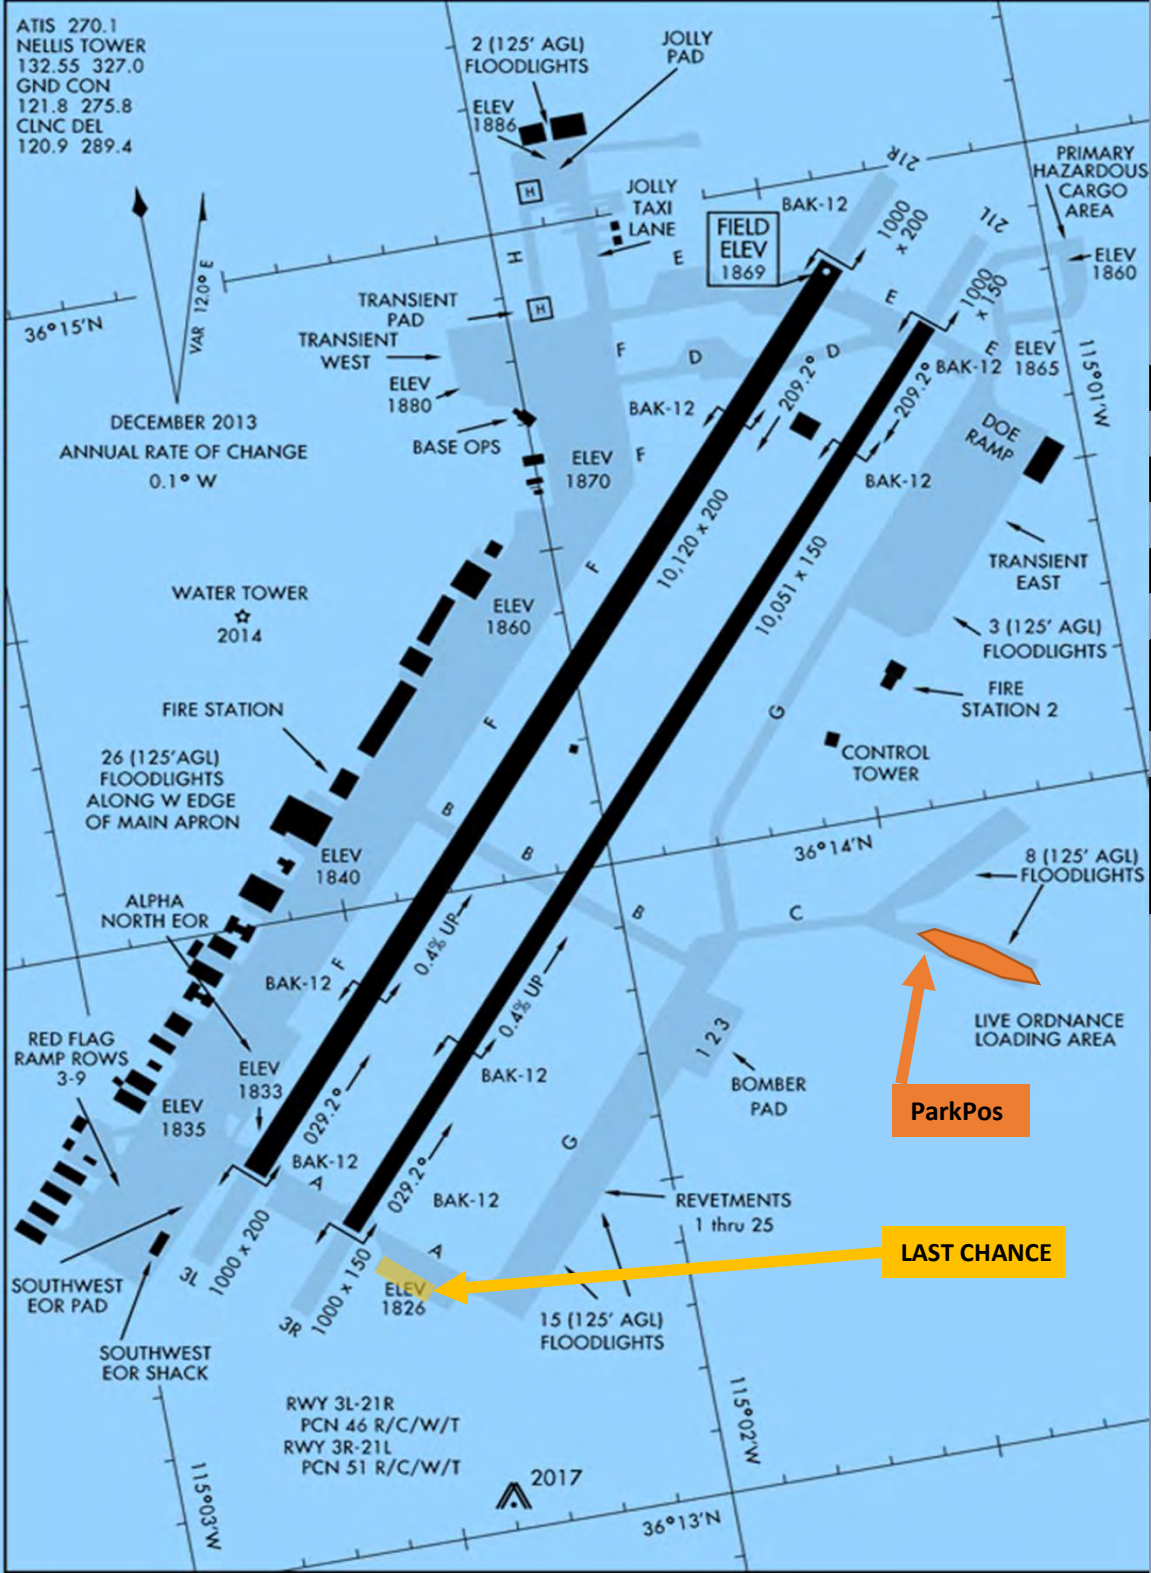 ATIS 270.1
NELLIS TOWER
132.55 327.0
GND CON
121.8 275.8
CLNC DEL
120.9 289.4
2 (125' AGL)
FLOODLIGHTS
JOLLY
PAD
ELEV
1886
H
JOLLY
TAXI
LANE
21R
PRIMARY
HAZARDOUS
CARGO
AREA
BAK-12
1000
x 200
21L
FIELD
ELEV
1869
ELEV
1860
H
E
VAR 12.0° E
36°15'N
TRANSIENT
PAD
H
E
1000
x 150
TRANSIENT
WEST
F
D
D
E
ELEV
1865
BAK-12
115°01'W
ELEV
1880
209.2°
209.2°
DECEMBER 2013
ANNUAL RATE OF CHANGE
0.1° W
BAK-12
BASE OPS
DOE
RAMP
ELEV
1870
F
BAK-12
10,120 x 200
10,051 x 150
TRANSIENT
EAST
F
WATER TOWER
2014
ELEV
1860
3 (125' AGL)
FLOODLIGHTS
FIRE
STATION 2
FIRE STATION
F
G
CONTROL
TOWER
26 (125'AGL)
FLOODLIGHTS
ALONG W EDGE
OF MAIN APRON
B
B
36°14'N
ELEV
1840
8 (125' AGL)
FLOODLIGHTS
ALPHA
NORTH EOR
B
C
0.4% UP
F
BAK-12
0.4% UP
LIVE ORDNANCE
LOADING AREA
RED FLAG
RAMP ROWS
3-9
1 2 3
ELEV
1833
BAK-12
BOMBER
PAD
ParkPos
ELEV
1835
029.2°
G
BAK-12
A
029.2°
BAK-12
REVETMENTS
1 thru 25
A
LAST CHANCE
1000 x 200
3L
SOUTHWEST
EOR PAD
1000 x 150
ELEV
1826
3R
15 (125' AGL)
FLOODLIGHTS
SOUTHWEST
EOR SHACK
RWY 3L-21R
PCN 46 R/C/W/T
RWY 3R-21L
PCN 51 R/C/W/T
115°02'W
115°03'W
2017
36°13'N